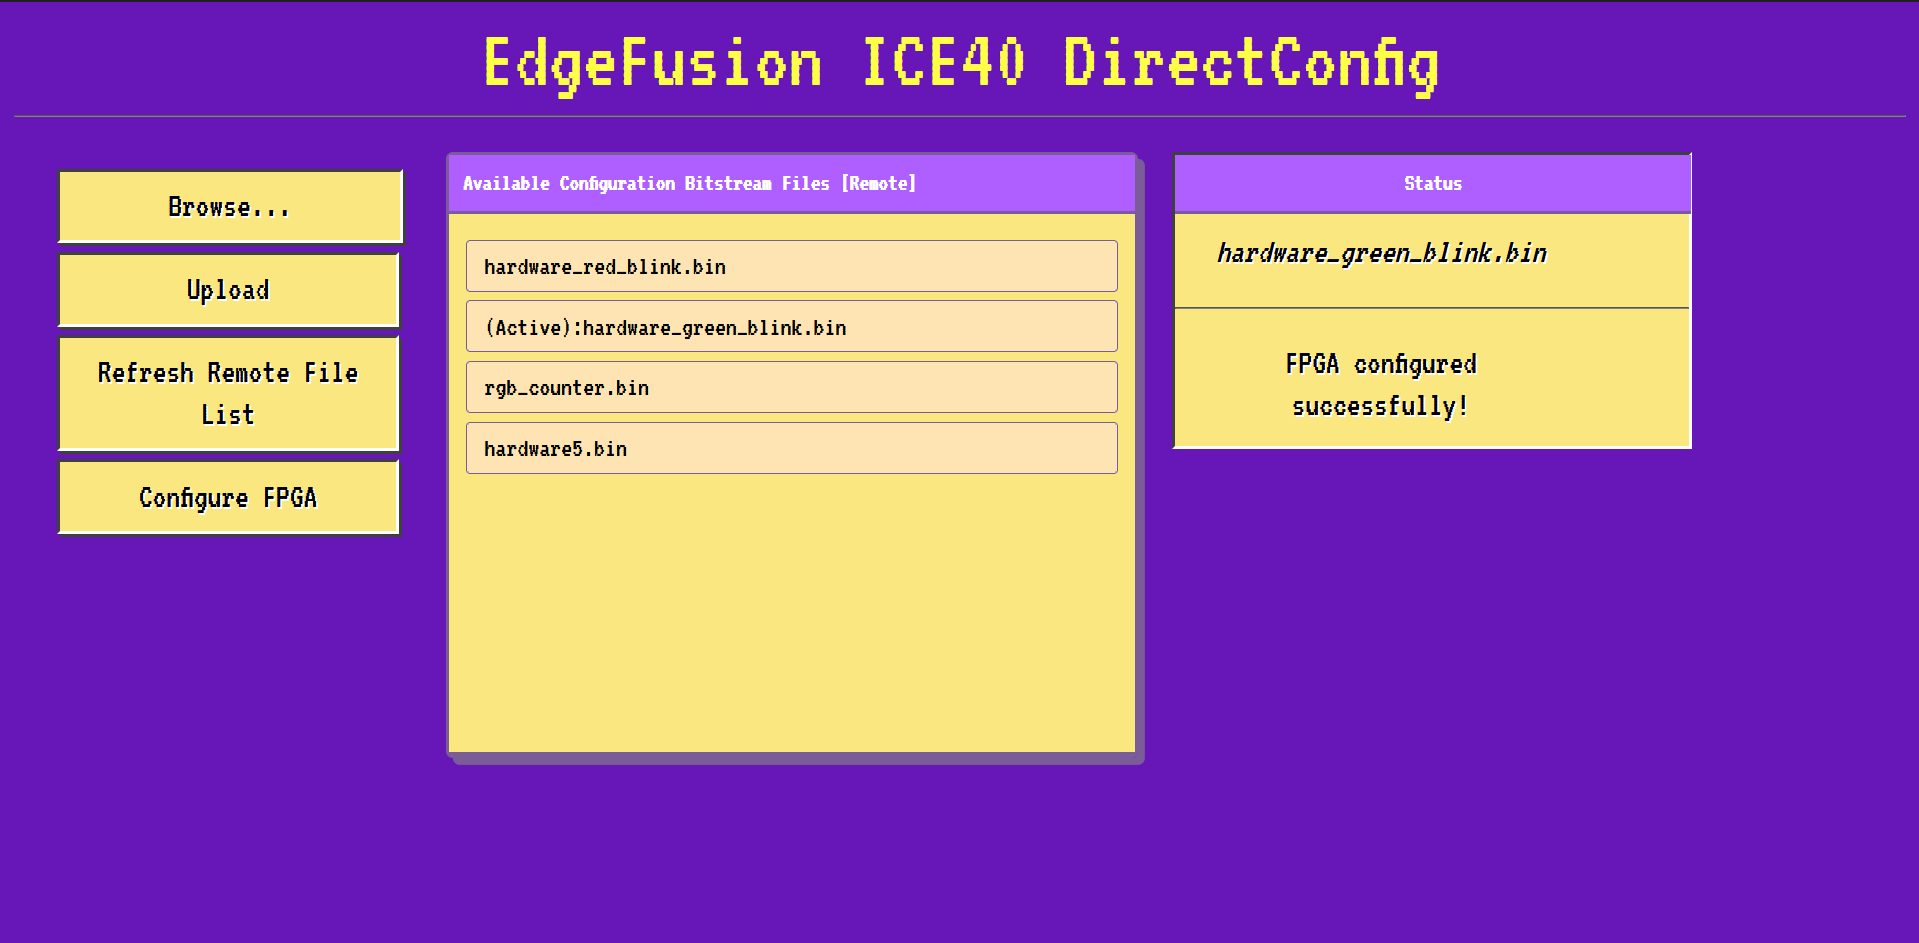 EdgeFusion ICE40 DirectConfig
Browse...
Upload
Refresh Remote File
List
Configure FPGA
Available Configuration Bitstream Files [Remote]
hardware_red_blink.bin
(Active):hardware_green_blink.bin
rgb_counter.bin
hardware5.bin
Status
hardware_green_blink.bin
FPGA configured
successfully!